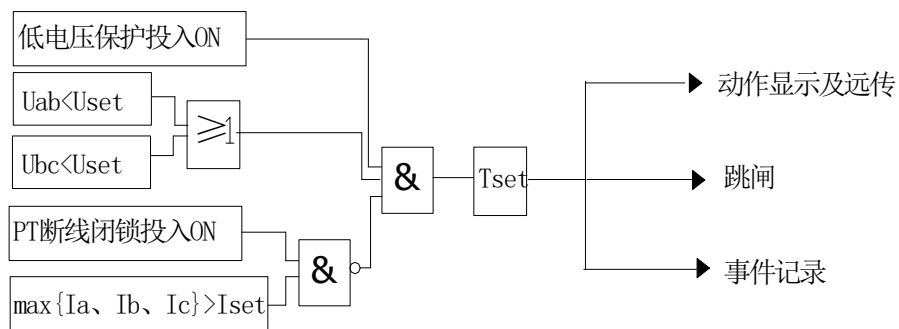 低电压保护投入ON
Uab<Uset
≥1
Ubc<Uset
&
Tset
动作显示及远传
跳闸
事件记录
PT断线闭锁投入ON
&
max{Ia、Ib、Ic}>Iset